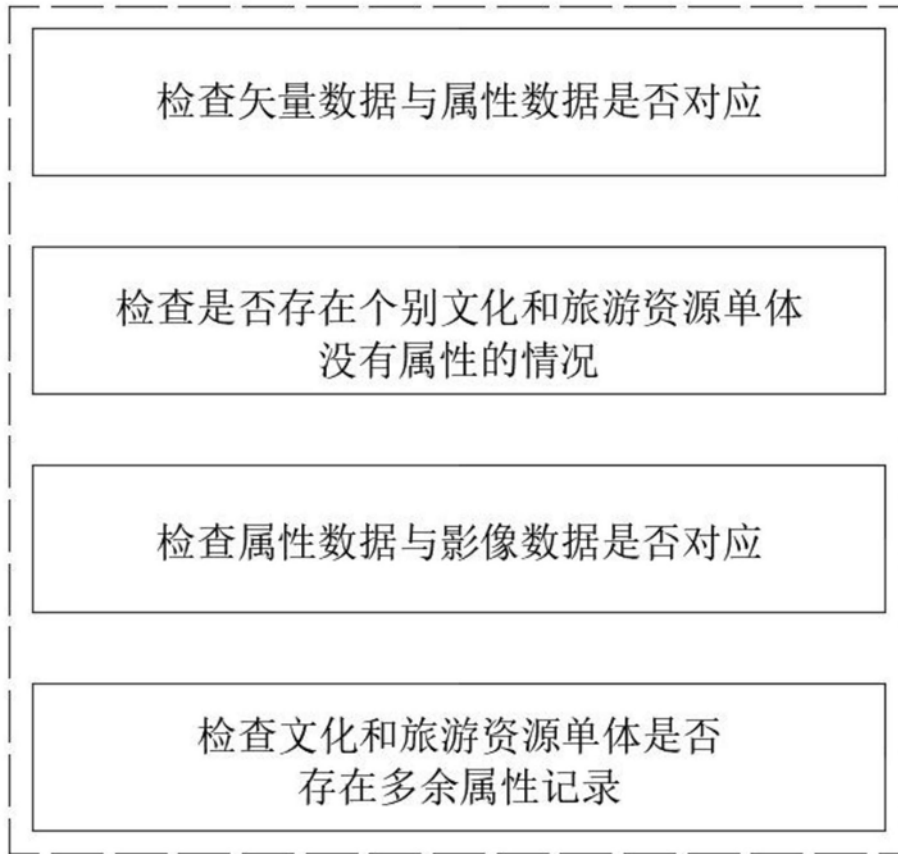 检查矢量数据与属性数据是否对应
检查是否存在个别文化和旅游资源单体
没有属性的情况
检查属性数据与影像数据是否对应
检查文化和旅游资源单体是否
存在多余属性记录